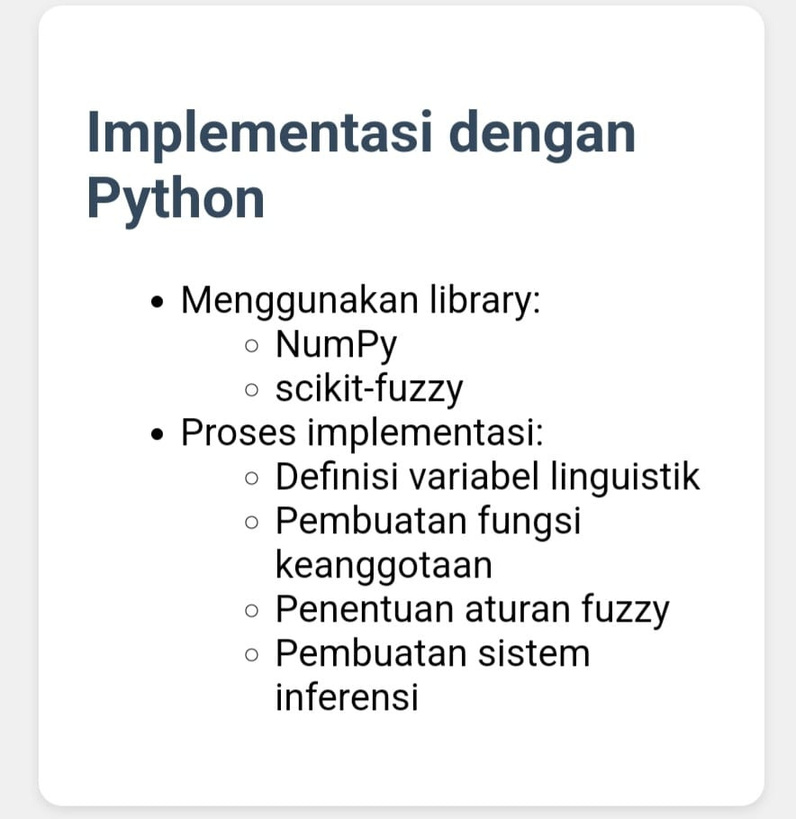 Implementasi dengan
Python
• Menggunakan library:
○ NumPy
○ scikit-fuzzy
• Proses implementasi:
○ Definisi variabel linguistik
○ Pembuatan fungsi
keanggotaan
○ Penentuan aturan fuzzy
○ Pembuatan sistem
inferensi